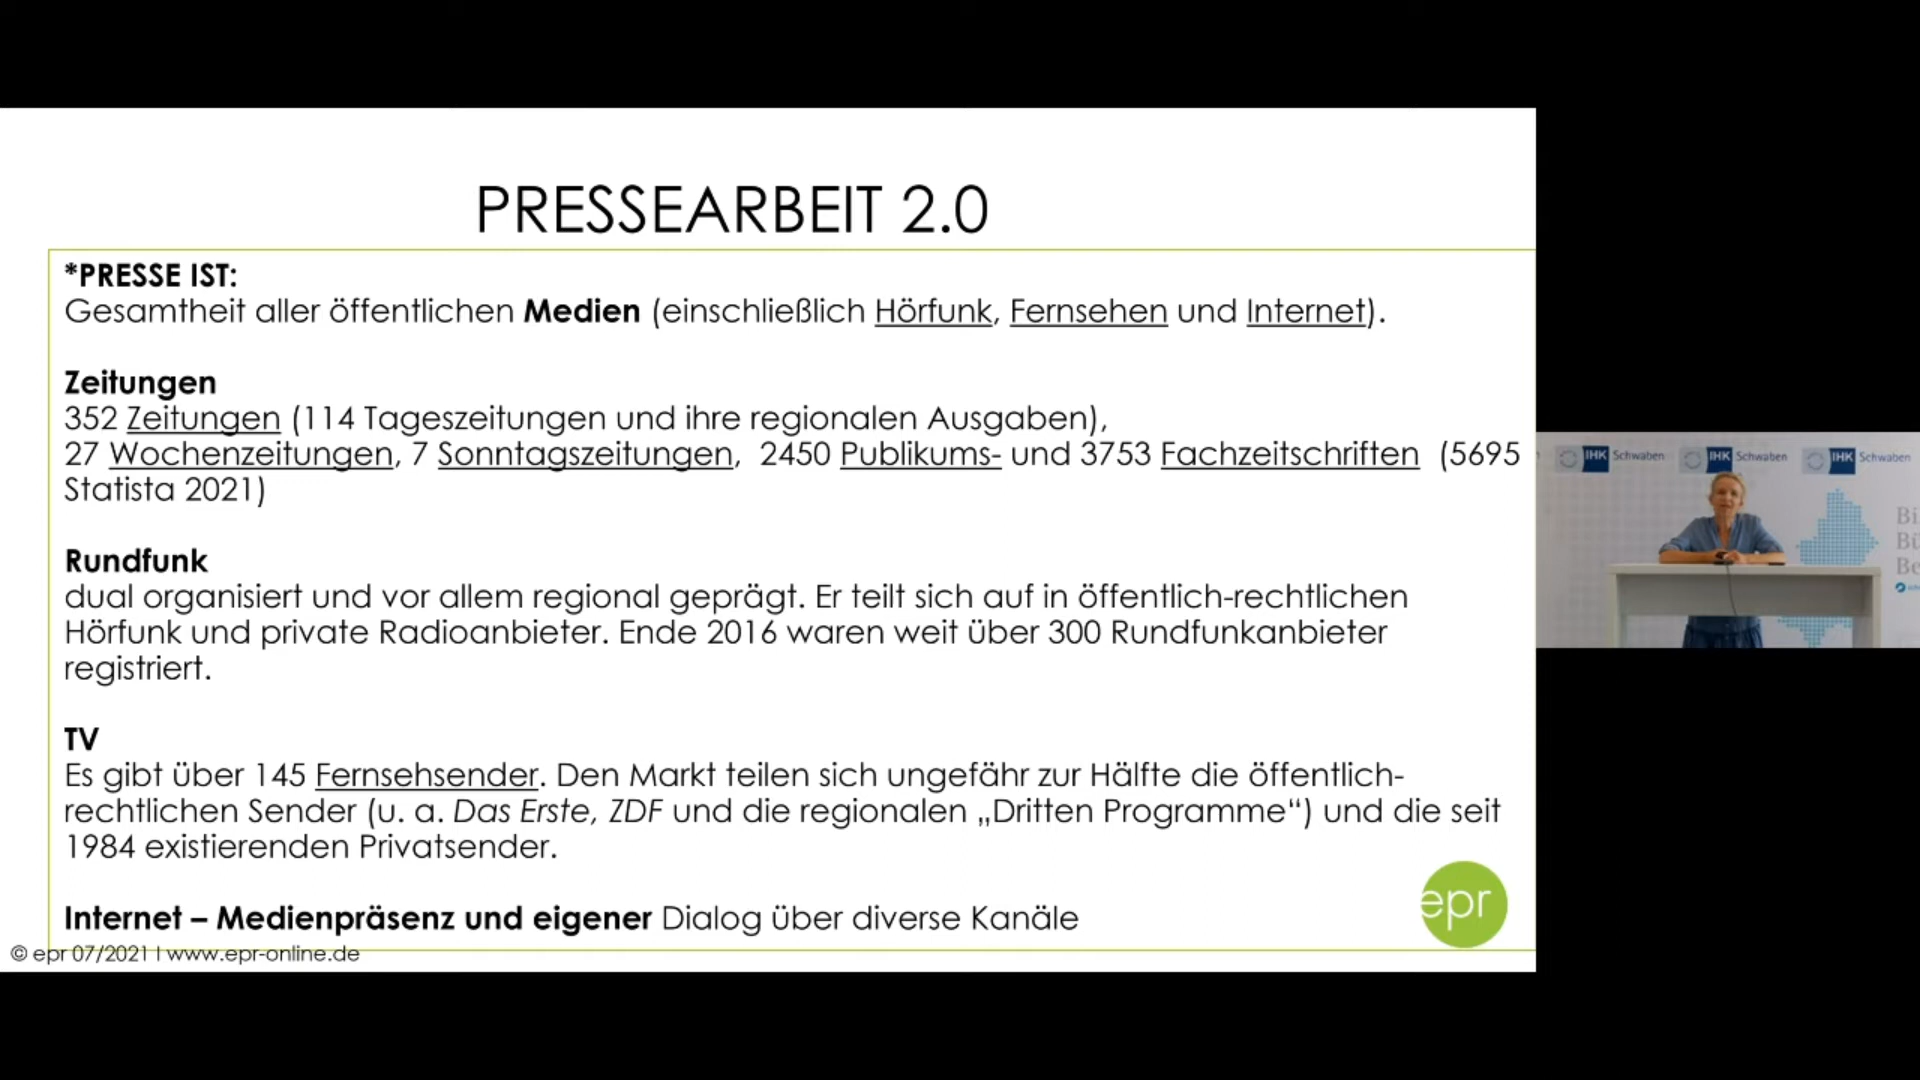 PRESSEARBEIT 2.0
*PRESSE IST:
Gesamtheit aller öffentlichen Medien (einschließlich Hörfunk, Fernsehen und Internet).
Zeitungen
352 Zeitungen (114 Tageszeitungen und ihre regionalen Ausgaben),
27 Wochenzeitungen, 7 Sonntagszeitungen, 2450 Publikums- und 3753 Fachzeitschriften (5695
Statista 2021)
Rundfunk
dual organisiert und vor allem regional geprägt. Er teilt sich auf in öffentlich-rechtlichen
Hörfunk und private Radioanbieter. Ende 2016 waren weit über 300 Rundfunkanbieter
registriert.
TV
Es gibt über 145 Fernsehsender. Den Markt teilen sich ungefähr zur Hälfte die öffentlich-
rechtlichen Sender (u. a. Das Erste, ZDF und die regionalen „Dritten Programme“) und die seit
1984 existierenden Privatsender.
Internet – Medienpräsenz und eigener Dialog über diverse Kanäle
epr
© epr 07/2021 I www.epr-online.de
IHK Schwaben IHK Schwaben IHK Schwaben
Bi
Bü
Be